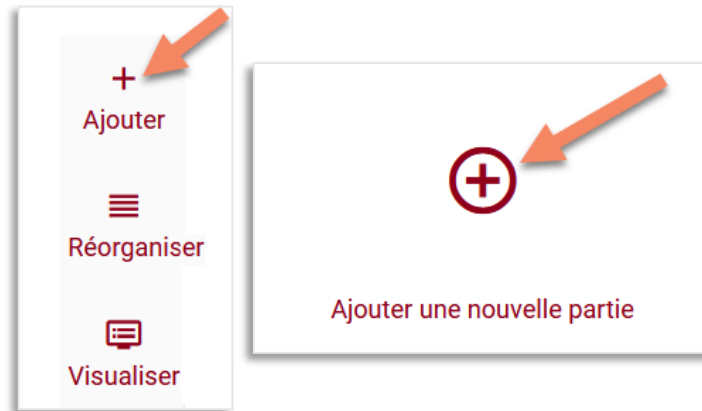 Ajouter
Réorganiser
Visualiser
Ajouter une nouvelle partie